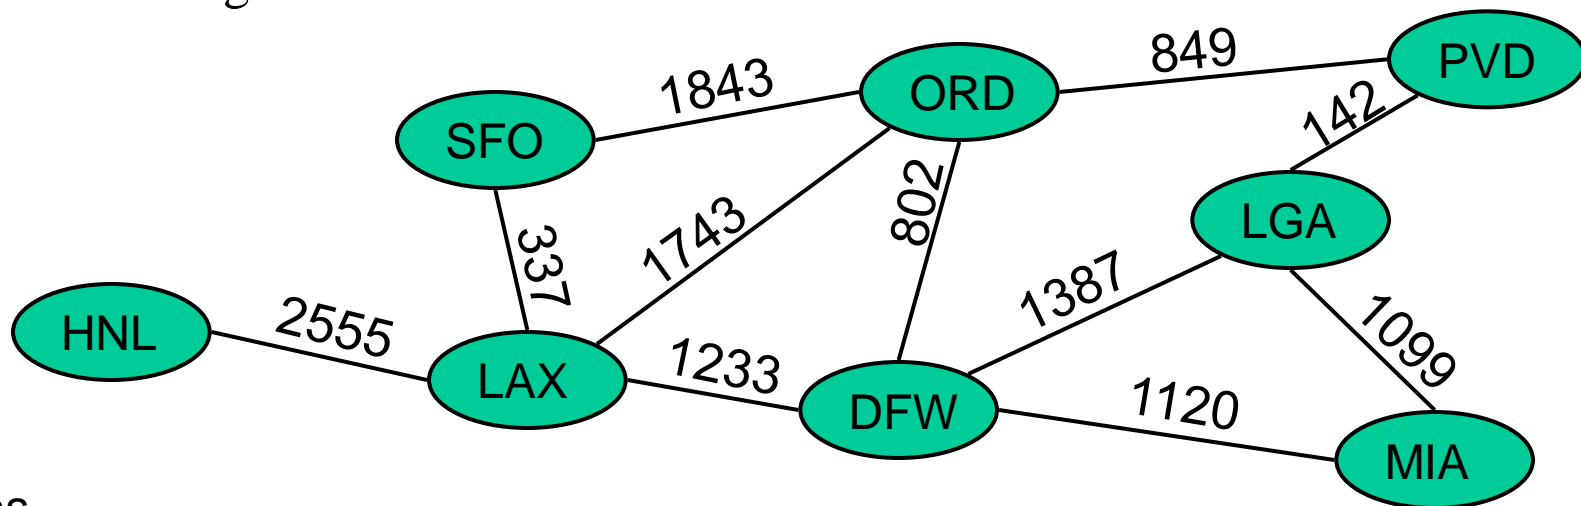 849
PVD
1843
ORD
142
SFO
802
LGA
1743
337
1387
HNL
2555
LAX
1233
DFW
1120
1099
MIA